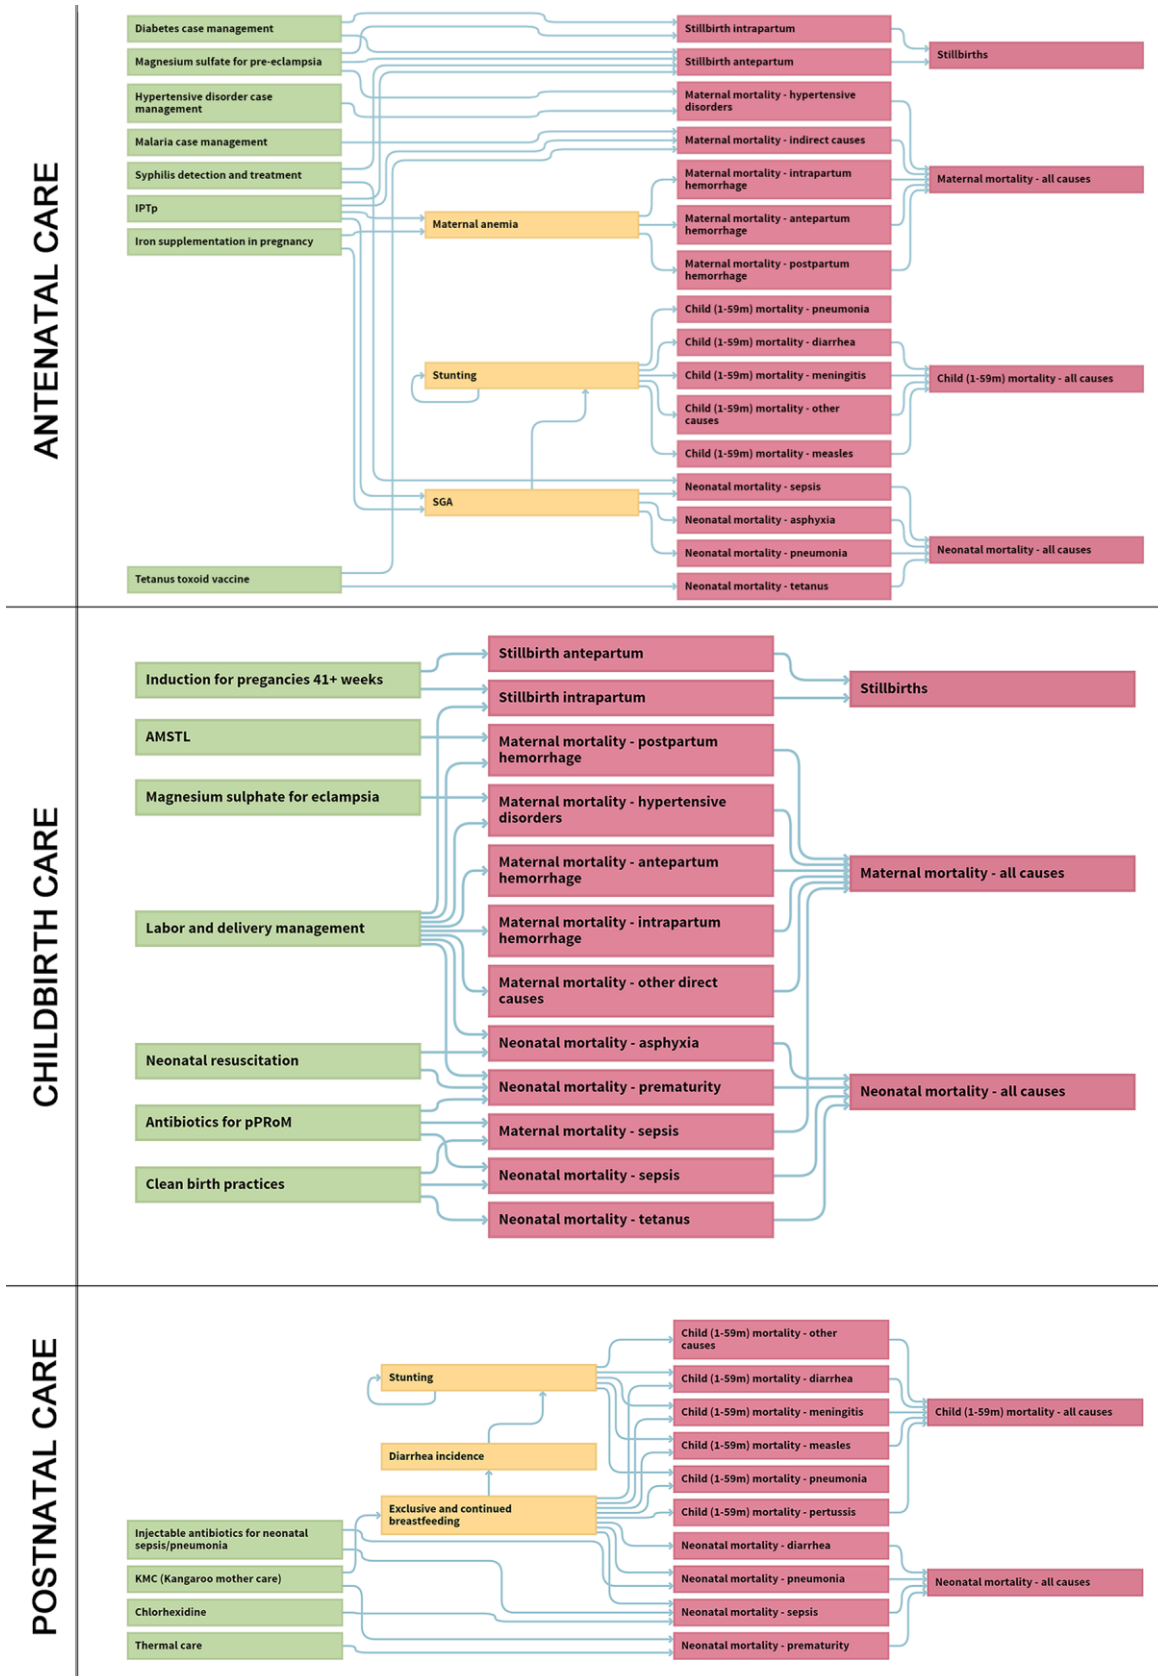 ANTENATAL CARE
Diabetes case management
Magnesium sulfate for pre-eclampsia
Hypertensive disorder case
management
Malaria case management
Syphilis detection and treatment
IPTp
Iron supplementation in pregnancy
Tetanus toxoid vaccine
Maternal anemia
Stunting
SGA
Stillbirth intrapartum
Stillbirth antepartum
Maternal mortality - hypertensive
disorders
Maternal mortality - indirect causes
Maternal mortality - intrapartum
hemorrhage
Maternal mortality - antepartum
hemorrhage
Maternal mortality - postpartum
hemorrhage
Child (1-59m) mortality - pneumonia
Child (1-59m) mortality - diarrhea
Child (1-59m) mortality - meningitis
Child (1-59m) mortality - other
causes
Child (1-59m) mortality - measles
Neonatal mortality - sepsis
Neonatal mortality - asphyxia
Neonatal mortality - pneumonia
Neonatal mortality - tetanus
Stillbirths
Maternal mortality - all causes
Child (1-59m) mortality - all causes
Neonatal mortality - all causes
CHILDBIRTH CARE
Induction for pregancies 41+ weeks
AMSTL
Magnesium sulphate for eclampsia
Labor and delivery management
Neonatal resuscitation
Antibiotics for pPRoM
Clean birth practices
Stillbirth antepartum
Stillbirth intrapartum
Maternal mortality - postpartum
hemorrhage
Maternal mortality - hypertensive
disorders
Maternal mortality - antepartum
hemorrhage
Maternal mortality - intrapartum
hemorrhage
Maternal mortality - other direct
causes
Neonatal mortality - asphyxia
Neonatal mortality - prematurity
Maternal mortality - sepsis
Neonatal mortality - sepsis
Neonatal mortality - tetanus
Stillbirths
Maternal mortality - all causes
Neonatal mortality - all causes
POSTNATAL CARE
Injectable antibiotics for neonatal
sepsis/pneumonia
KMC (Kangaroo mother care)
Chlorhexidine
Thermal care
Stunting
Diarrhea incidence
Exclusive and continued
breastfeeding
Child (1-59m) mortality - other
causes
Child (1-59m) mortality - diarrhea
Child (1-59m) mortality - meningitis
Child (1-59m) mortality - measles
Child (1-59m) mortality - pneumonia
Child (1-59m) mortality - pertussis
Neonatal mortality - diarrhea
Neonatal mortality - pneumonia
Neonatal mortality - sepsis
Neonatal mortality - prematurity
Child (1-59m) mortality - all causes
Neonatal mortality - all causes